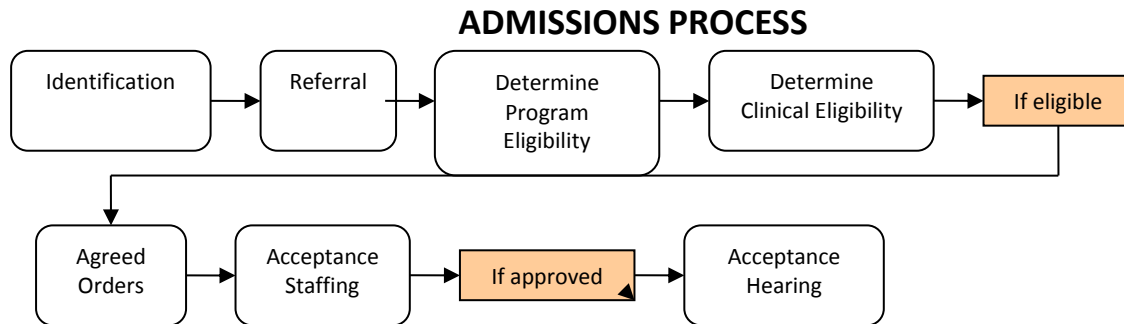 ADMISSIONS PROCESS
Identification
Referral
Determine
Program
Eligibility
Determine
Clinical Eligibility
If eligible
Agreed
Orders
Acceptance
Staffing
If approved
Acceptance
Hearing